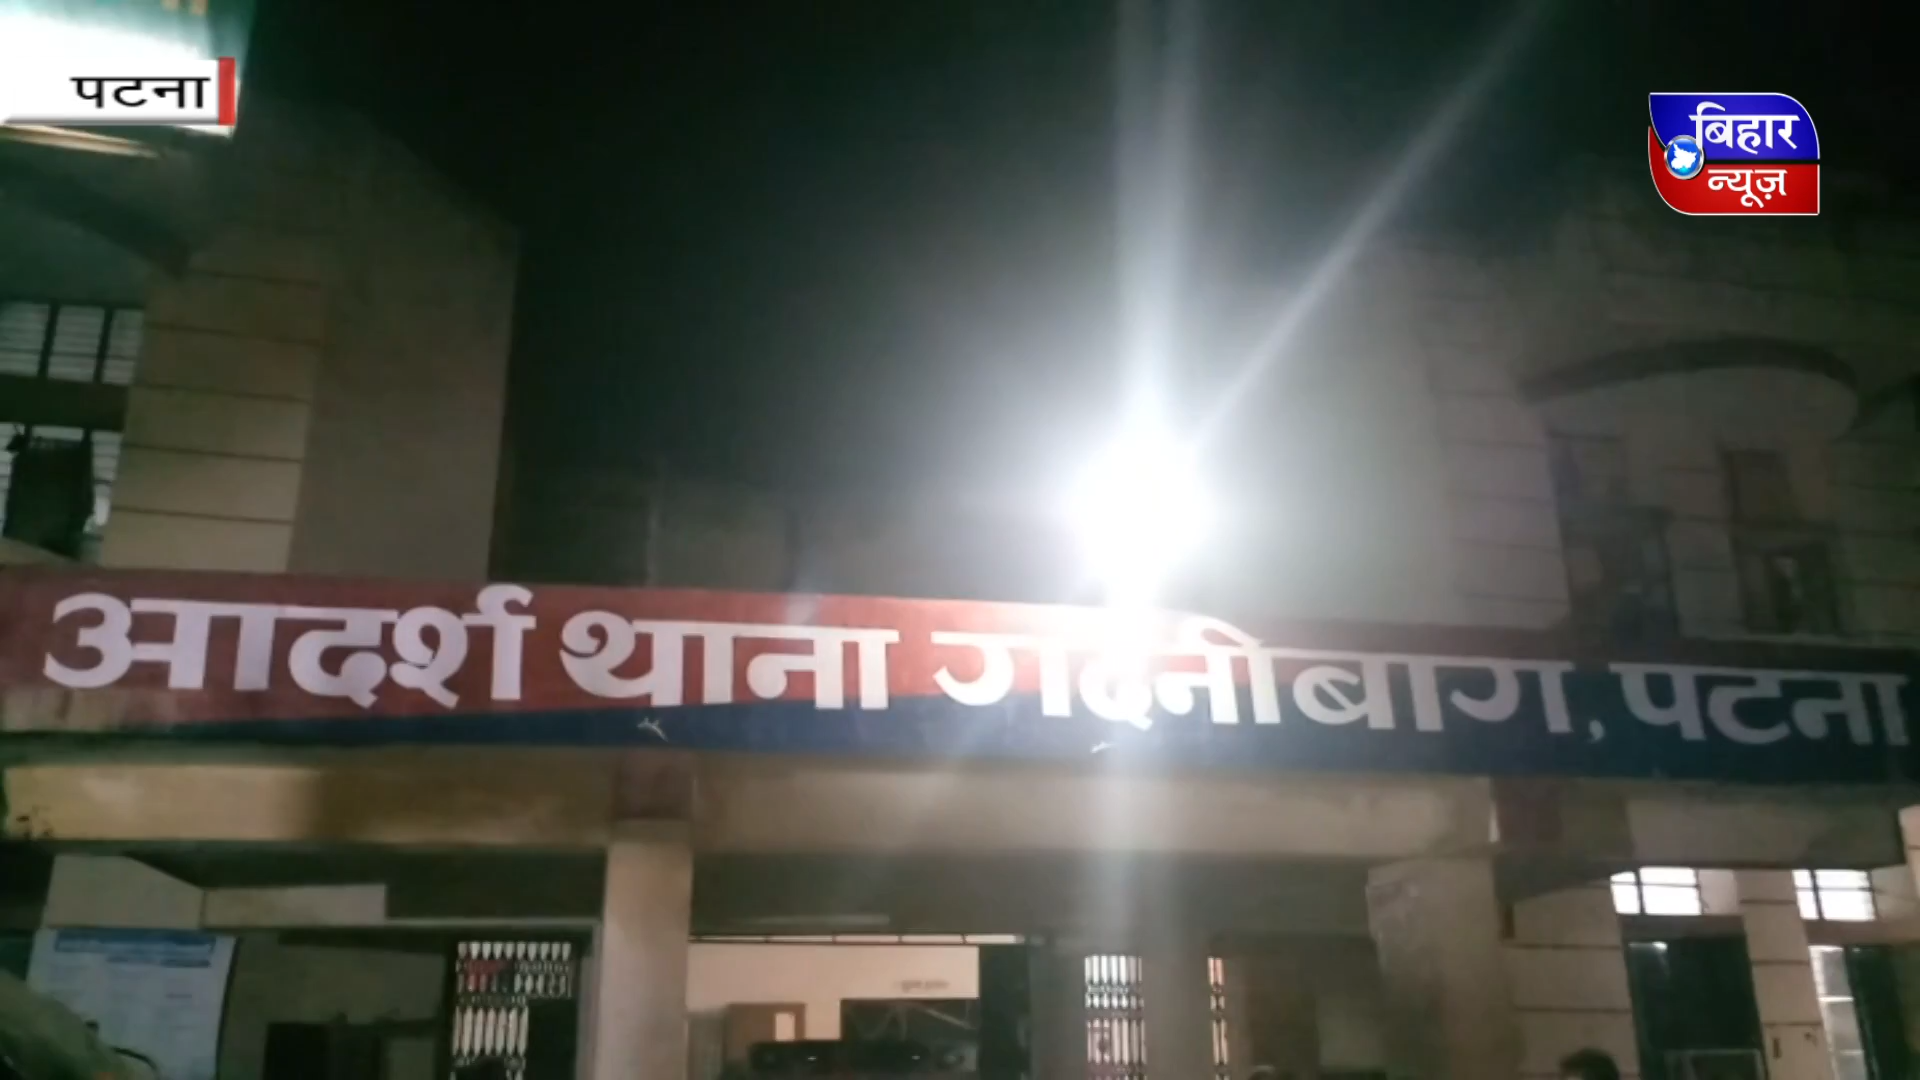 पटना
बिहार
न्यूज़
आदर्श थाना गर्दनीबाग, पटना